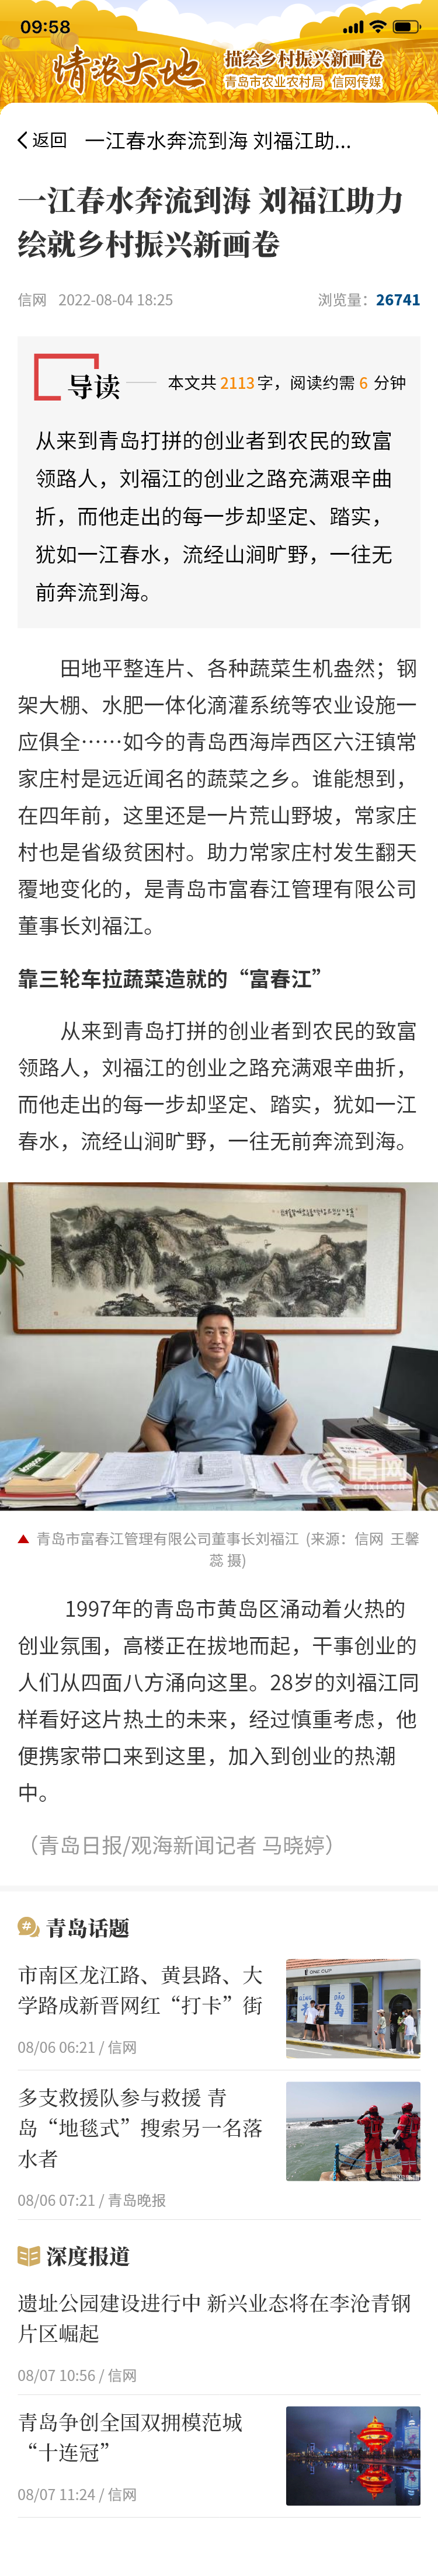 09:58
情浓大地
描绘乡村振兴新画卷
青岛市农业农村局 信网传媒
返回 一江春水奔流到海 刘福江助...
一江春水奔流到海 刘福江助力
绘就乡村振兴新画卷
信网 2022-08-04 18:25 浏览量：26741
导读 本文共 2113 字，阅读约需 6 分钟
从来到青岛打拼的创业者到农民的致富
领路人，刘福江的创业之路充满艰辛曲
折，而他走出的每一步却坚定、踏实，
犹如一江春水，流经山涧旷野，一往无
前奔流到海。
田地平整连片、各种蔬菜生机盎然；钢
架大棚、水肥一体化滴灌系统等农业设施一
应俱全……如今的青岛西海岸西区六汪镇常
家庄村是远近闻名的蔬菜之乡。谁能想到，
在四年前，这里还是一片荒山野坡，常家庄
村也是省级贫困村。助力常家庄村发生翻天
覆地变化的，是青岛市富春江管理有限公司
董事长刘福江。
靠三轮车拉蔬菜造就的“富春江”
从来到青岛打拼的创业者到农民的致富
领路人，刘福江的创业之路充满艰辛曲折，
而他走出的每一步却坚定、踏实，犹如一江
春水，流经山涧旷野，一往无前奔流到海。
信网
青岛市富春江管理有限公司董事长刘福江（来源：信网 王馨
蕊 摄)
1997年的青岛市黄岛区涌动着火热的
创业氛围，高楼正在拔地而起，干事创业的
人们从四面八方涌向这里。28岁的刘福江同
样看好这片热土的未来，经过慎重考虑，他
便携家带口来到这里，加入到创业的热潮
中。
（青岛日报/观海新闻记者 马晓婷）
# 青岛话题
市南区龙江路、黄县路、大
学路成新晋网红“打卡”街
08/06 06:21 / 信网
ONE CUP
青 岛
多支救援队参与救援 青
岛“地毯式”搜索另一名落
水者
08/06 07:21 / 青岛晚报
深度报道
遗址公园建设进行中 新兴业态将在李沧青钢
片区崛起
08/07 10:56 / 信网
青岛争创全国双拥模范城
“十连冠”
08/07 11:24 / 信网